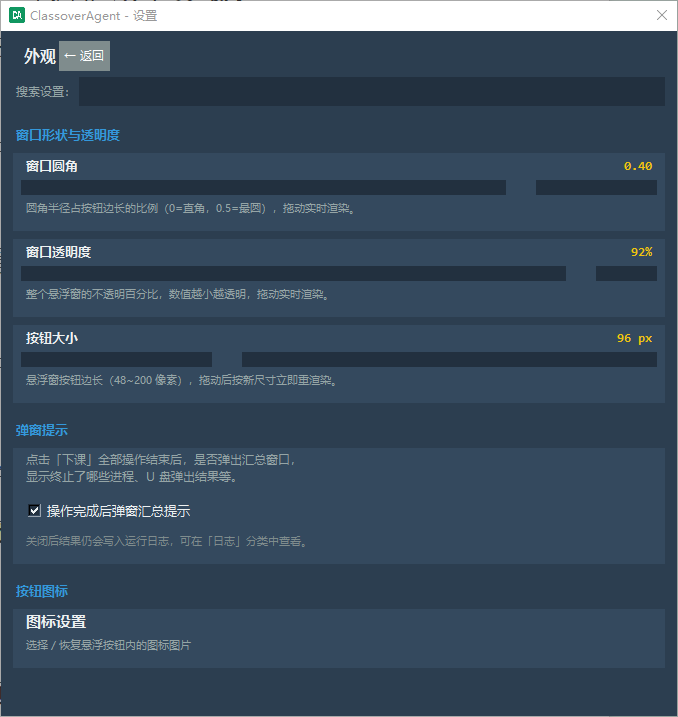 CA ClassoverAgent - 设置
外观 ← 返回
搜索设置：
窗口形状与透明度
窗口圆角 0.40
圆角半径占按钮边长的比例（0=直角，0.5=最圆），拖动实时渲染。
窗口透明度 92%
整个悬浮窗的不透明百分比，数值越小越透明，拖动实时渲染。
按钮大小 96 px
悬浮窗按钮边长（48~200 像素），拖动后按新尺寸立即重渲染。
弹窗提示
点击「下课」全部操作结束后，是否弹出汇总窗口，
显示终止了哪些进程、U 盘弹出结果等。
操作完成后弹窗汇总提示
关闭后结果仍会写入运行日志，可在「日志」分类中查看。
按钮图标
图标设置
选择 / 恢复悬浮按钮内的图标图片